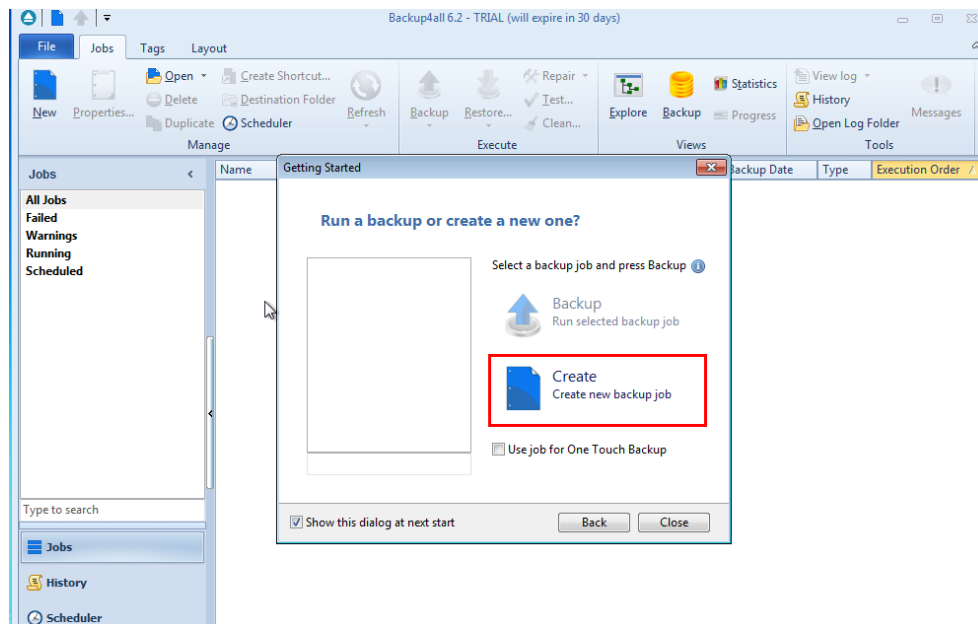 Backup4all 6.2 - TRIAL (will expire in 30 days)
File Jobs Tags Layout
New
Properties...
Open
Delete
Duplicate
Create Shortcut...
Destination Folder
Scheduler
Refresh
Manage
Backup
Restore...
Repair
Test...
Clean...
Execute
Explore
Backup
Statistics
Progress
Views
View log
History
Open Log Folder
Messages
Tools
Jobs
All Jobs
Failed
Warnings
Running
Scheduled
Type to search
Jobs
History
Scheduler
Name
Backup Date
Type
Execution Order
Getting Started
Run a backup or create a new one?
Select a backup job and press Backup
Backup
Run selected backup job
Create
Create new backup job
Use job for One Touch Backup
Show this dialog at next start
Back
Close